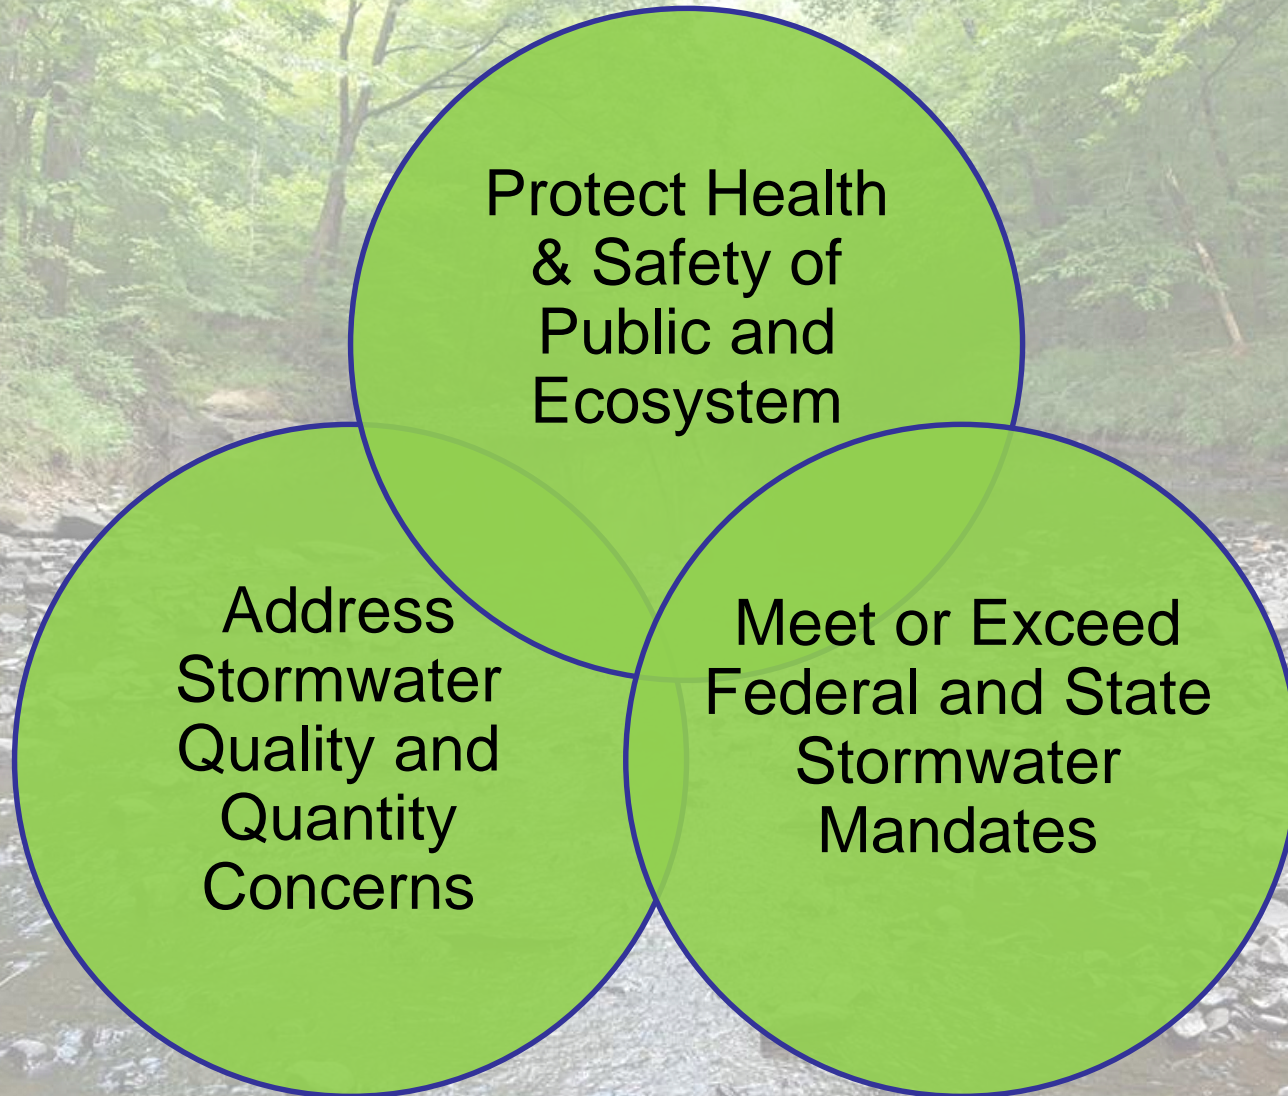 Protect Health
& Safety of
Public and
Ecosystem
Address
Stormwater
Quality and
Quantity
Concerns
Meet or Exceed
Federal and State
Stormwater
Mandates